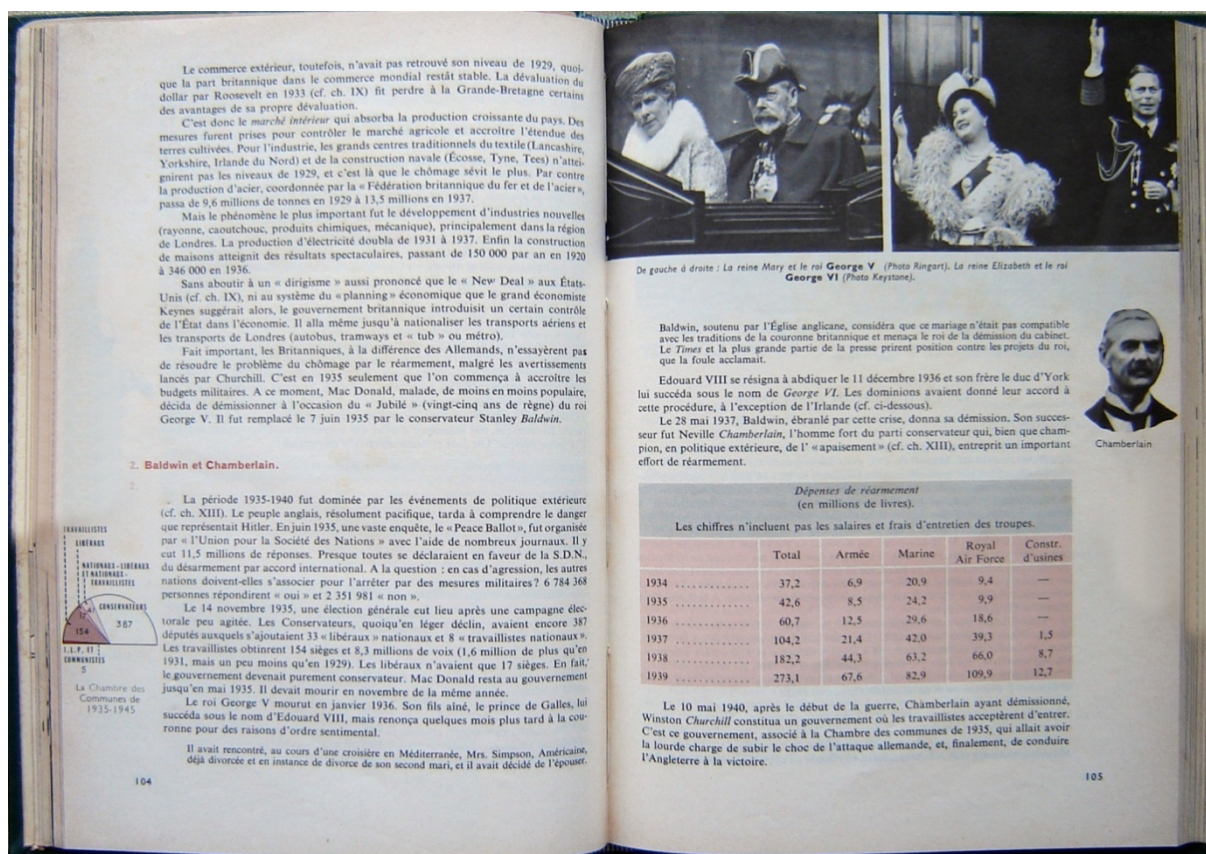 Le commerce extérieur, toutefois, n'avait pas retrouvé son niveau de 1929, quoi-
que la part britannique dans le commerce mondial restât stable. La dévaluation du
dollar par Roosevelt en 1933 (cf. ch. IX) fit perdre à la Grande-Bretagne certains
des avantages de sa propre dévaluation.
C'est donc le marché intérieur qui absorba la production croissante du pays. Des
mesures furent prises pour contrôler le marché agricole et accroître l'étendue des
terres cultivées. Pour l'industrie, les grands centres traditionnels du textile (Lancashire,
Yorkshire, Irlande du Nord) et de la construction navale (Écosse, Tyne, Tees) n'attei-
gnirent pas les niveaux de 1929, et c'est là que le chômage sévit le plus. Par contre
la production d'acier, coordonnée par la « Fédération britannique du fer et de l'acier»,
passa de 9,6 millions de tonnes en 1929 à 13,5 millions en 1937.
Mais le phénomène le plus important fut le développement d'industries nouvelles
(rayonne, caoutchouc, produits chimiques, mécanique), principalement dans la région
de Londres. La production d'électricité doubla de 1931 à 1937. Enfin la construction
de maisons atteignit des résultats spectaculaires, passant de 150 000 par an en 1920
à 346 000 en 1936.
Sans aboutir à un « dirigisme » aussi prononcé que le « New Deal » aux États-
Unis (cf. ch. IX), ni au système du « planning » économique que le grand économiste
Keynes suggérait alors, le gouvernement britannique introduisit un certain contrôle
de l'État dans l'économie. Il alla même jusqu'à nationaliser les transports aériens et
les transports de Londres (autobus, tramways et « tub » ou métro).
Fait important, les Britanniques, à la différence des Allemands, n'essayèrent pas
de résoudre le problème du chômage par le réarmement, malgré les avertissements
lancés par Churchill. C'est en 1935 seulement que l'on commença à accroître les
budgets militaires. A ce moment, Mac Donald, malade, de moins en moins populaire,
décida de démissionner à l'occasion du « Jubilé » (vingt-cinq ans de règne) du roi
George V. Il fut remplacé le 7 juin 1935 par le conservateur Stanley Baldwin.
2. Baldwin et Chamberlain.
2.
La période 1935-1940 fut dominée par les événements de politique extérieure
(cf. ch. XIII). Le peuple anglais, résolument pacifique, tarda à comprendre le danger
que représentait Hitler. En juin 1935, une vaste enquête, le « Peace Ballot», fut organisée
par « l'Union pour la Société des Nations » avec l'aide de nombreux journaux. Il y
eut 11,5 millions de réponses. Presque toutes se déclaraient en faveur de la S.D.N.,
du désarmement par accord international. A la question : en cas d'agression, les autres
nations doivent-elles s'associer pour l'arrêter par des mesures militaires? 6 784 368
personnes répondirent « oui » et 2 351 981 « non ».
Le 14 novembre 1935, une élection générale eut lieu après une campagne élec-
torale peu agitée. Les Conservateurs, quoiqu'en léger déclin, avaient encore 387
députés auxquels s'ajoutaient 33 « libéraux » nationaux et 8 « travaillistes nationaux ».
Les travaillistes obtinrent 154 sièges et 8,3 millions de voix (1,6 million de plus qu'en
1931, mais un peu moins qu'en 1929). Les libéraux n'avaient que 17 sièges. En fait,
le gouvernement devenait purement conservateur. Mac Donald resta au gouvernement
jusqu'en mai 1935. Il devait mourir en novembre de la même année.
Le roi George V mourut en janvier 1936. Son fils aîné, le prince de Galles, lui
succéda sous le nom d'Edouard VIII, mais renonça quelques mois plus tard à la cou-
ronne pour des raisons d'ordre sentimental.
Il avait rencontré, au cours d'une croisière en Méditerranée, Mrs. Simpson, Américaine,
déjà divorcée et en instance de divorce de son second mari, et il avait décidé de l'épouser.
TRAVAILLISTES
LIBÉRAUX
NATIONAUX-LIBÉRAUX
ET NATIONAUX-
TRAVAILLISTES
CONSERVATEURS
387
154
I.L.P. ET
COMMUNISTES
5
La Chambre des
Communes de
1935-1945
104
De gauche à droite : La reine Mary et le roi George V (Photo Ringart). La reine Elizabeth et le roi
George VI (Photo Keystone).
Baldwin, soutenu par l'Église anglicane, considéra que ce mariage n'était pas compatible
avec les traditions de la couronne britannique et menaça le roi de la démission du cabinet.
Le Times et la plus grande partie de la presse prirent position contre les projets du roi,
que la foule acclamait.
Edouard VIII se résigna à abdiquer le 11 décembre 1936 et son frère le duc d'York
lui succéda sous le nom de George VI. Les dominions avaient donné leur accord à
cette procédure, à l'exception de l'Irlande (cf. ci-dessous).
Le 28 mai 1937, Baldwin, ébranlé par cette crise, donna sa démission. Son succes-
seur fut Neville Chamberlain, l'homme fort du parti conservateur qui, bien que cham-
pion, en politique extérieure, de l' « apaisement » (cf. ch. XIII), entreprit un important
effort de réarmement.
Chamberlain
Dépenses de réarmement
(en millions de livres).
Les chiffres n'incluent pas les salaires et frais d'entretien des troupes.
Total Armée Marine Royal Air Force Constr. d'usines
1934 ............ 37,2 6,9 20,9 9,4 —
1935 ............ 42,6 8,5 24,2 9,9 —
1936 ............ 60,7 12,5 29,6 18,6 —
1937 ............ 104,2 21,4 42,0 39,3 1,5
1938 ............ 182,2 44,3 63,2 66,0 8,7
1939 ............ 273,1 67,6 82,9 109,9 12,7
Le 10 mai 1940, après le début de la guerre, Chamberlain ayant démissionné,
Winston Churchill constitua un gouvernement où les travaillistes acceptèrent d'entrer.
C'est ce gouvernement, associé à la Chambre des communes de 1935, qui allait avoir
la lourde charge de subir le choc de l'attaque allemande, et, finalement, de conduire
l'Angleterre à la victoire.
105